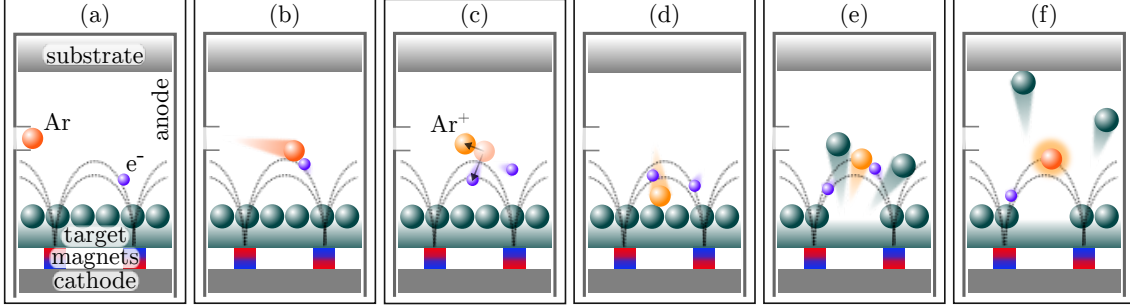 (a)
(b)
(c)
(d)
(e)
(f)
substrate
anode
Ar
Ar+
e-
target
magnets
cathode